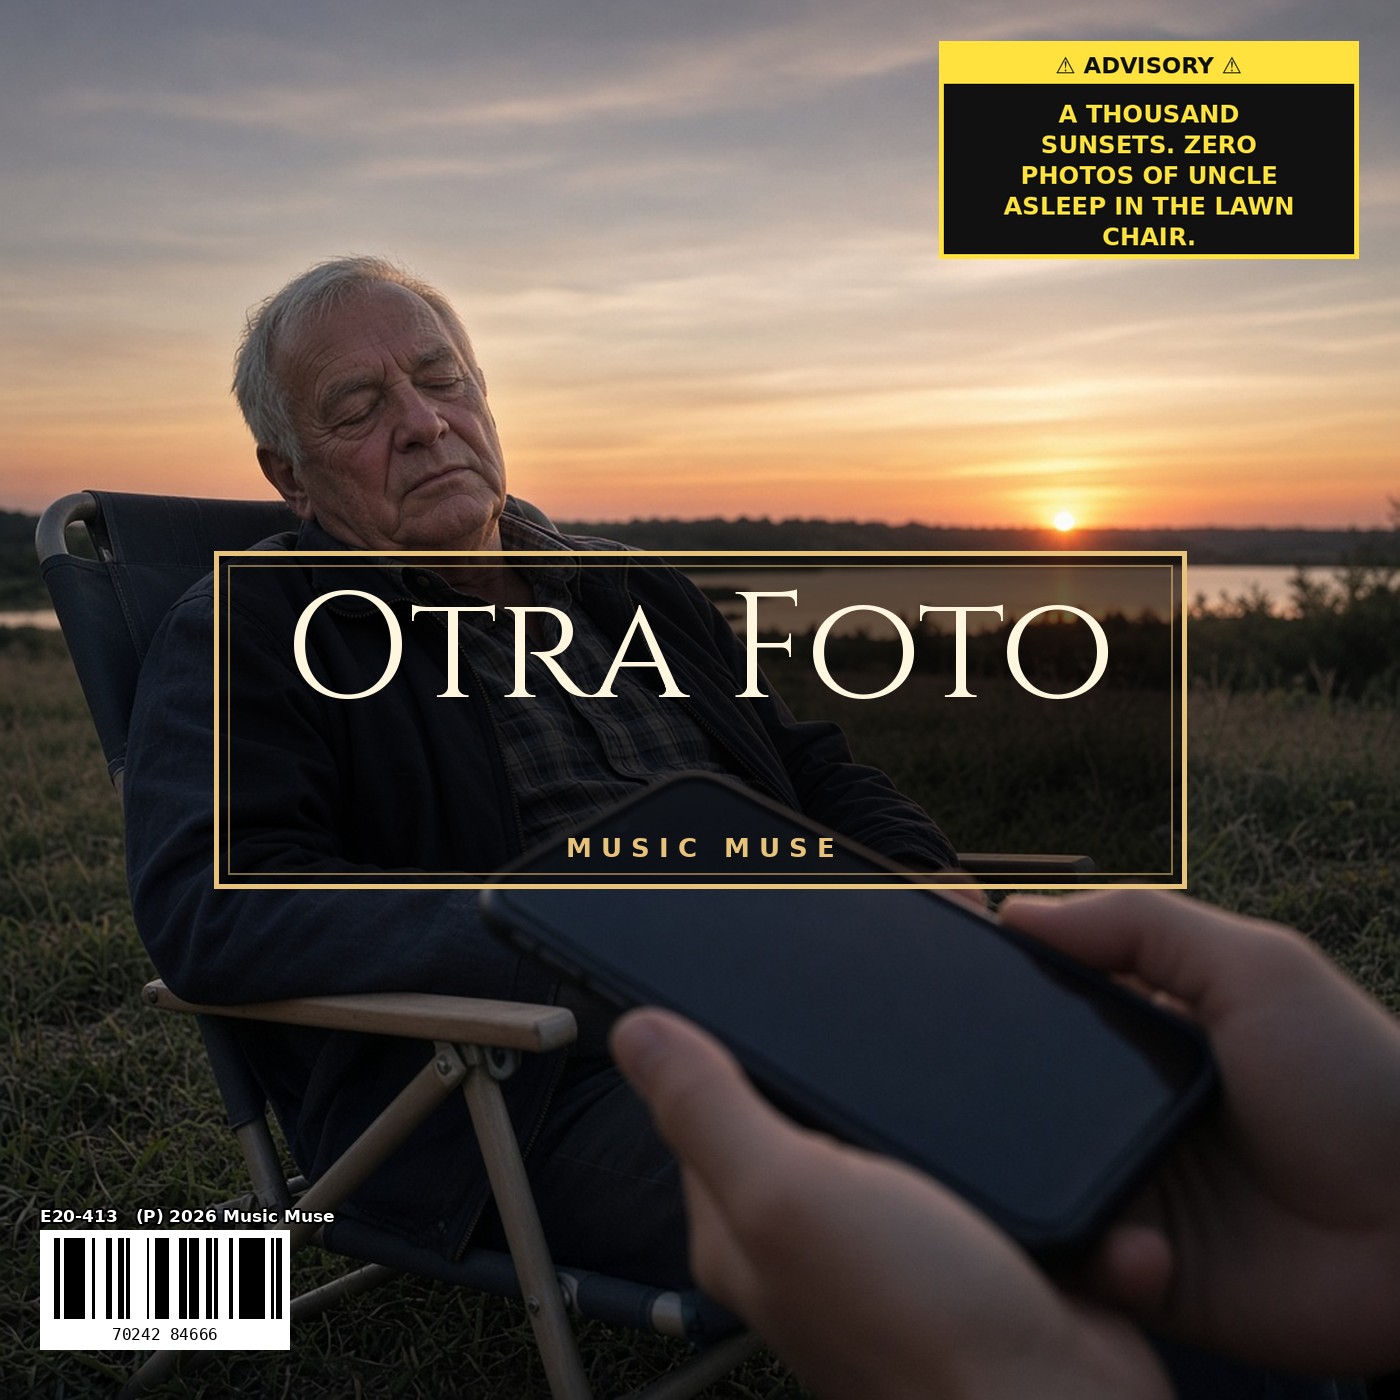 ⚠ ADVISORY ⚠
A THOUSAND
SUNSETS. ZERO
PHOTOS OF UNCLE
ASLEEP IN THE LAWN
CHAIR.
OTRA FOTO
MUSIC MUSE
E20-413 (P) 2026 Music Muse
70242 84666